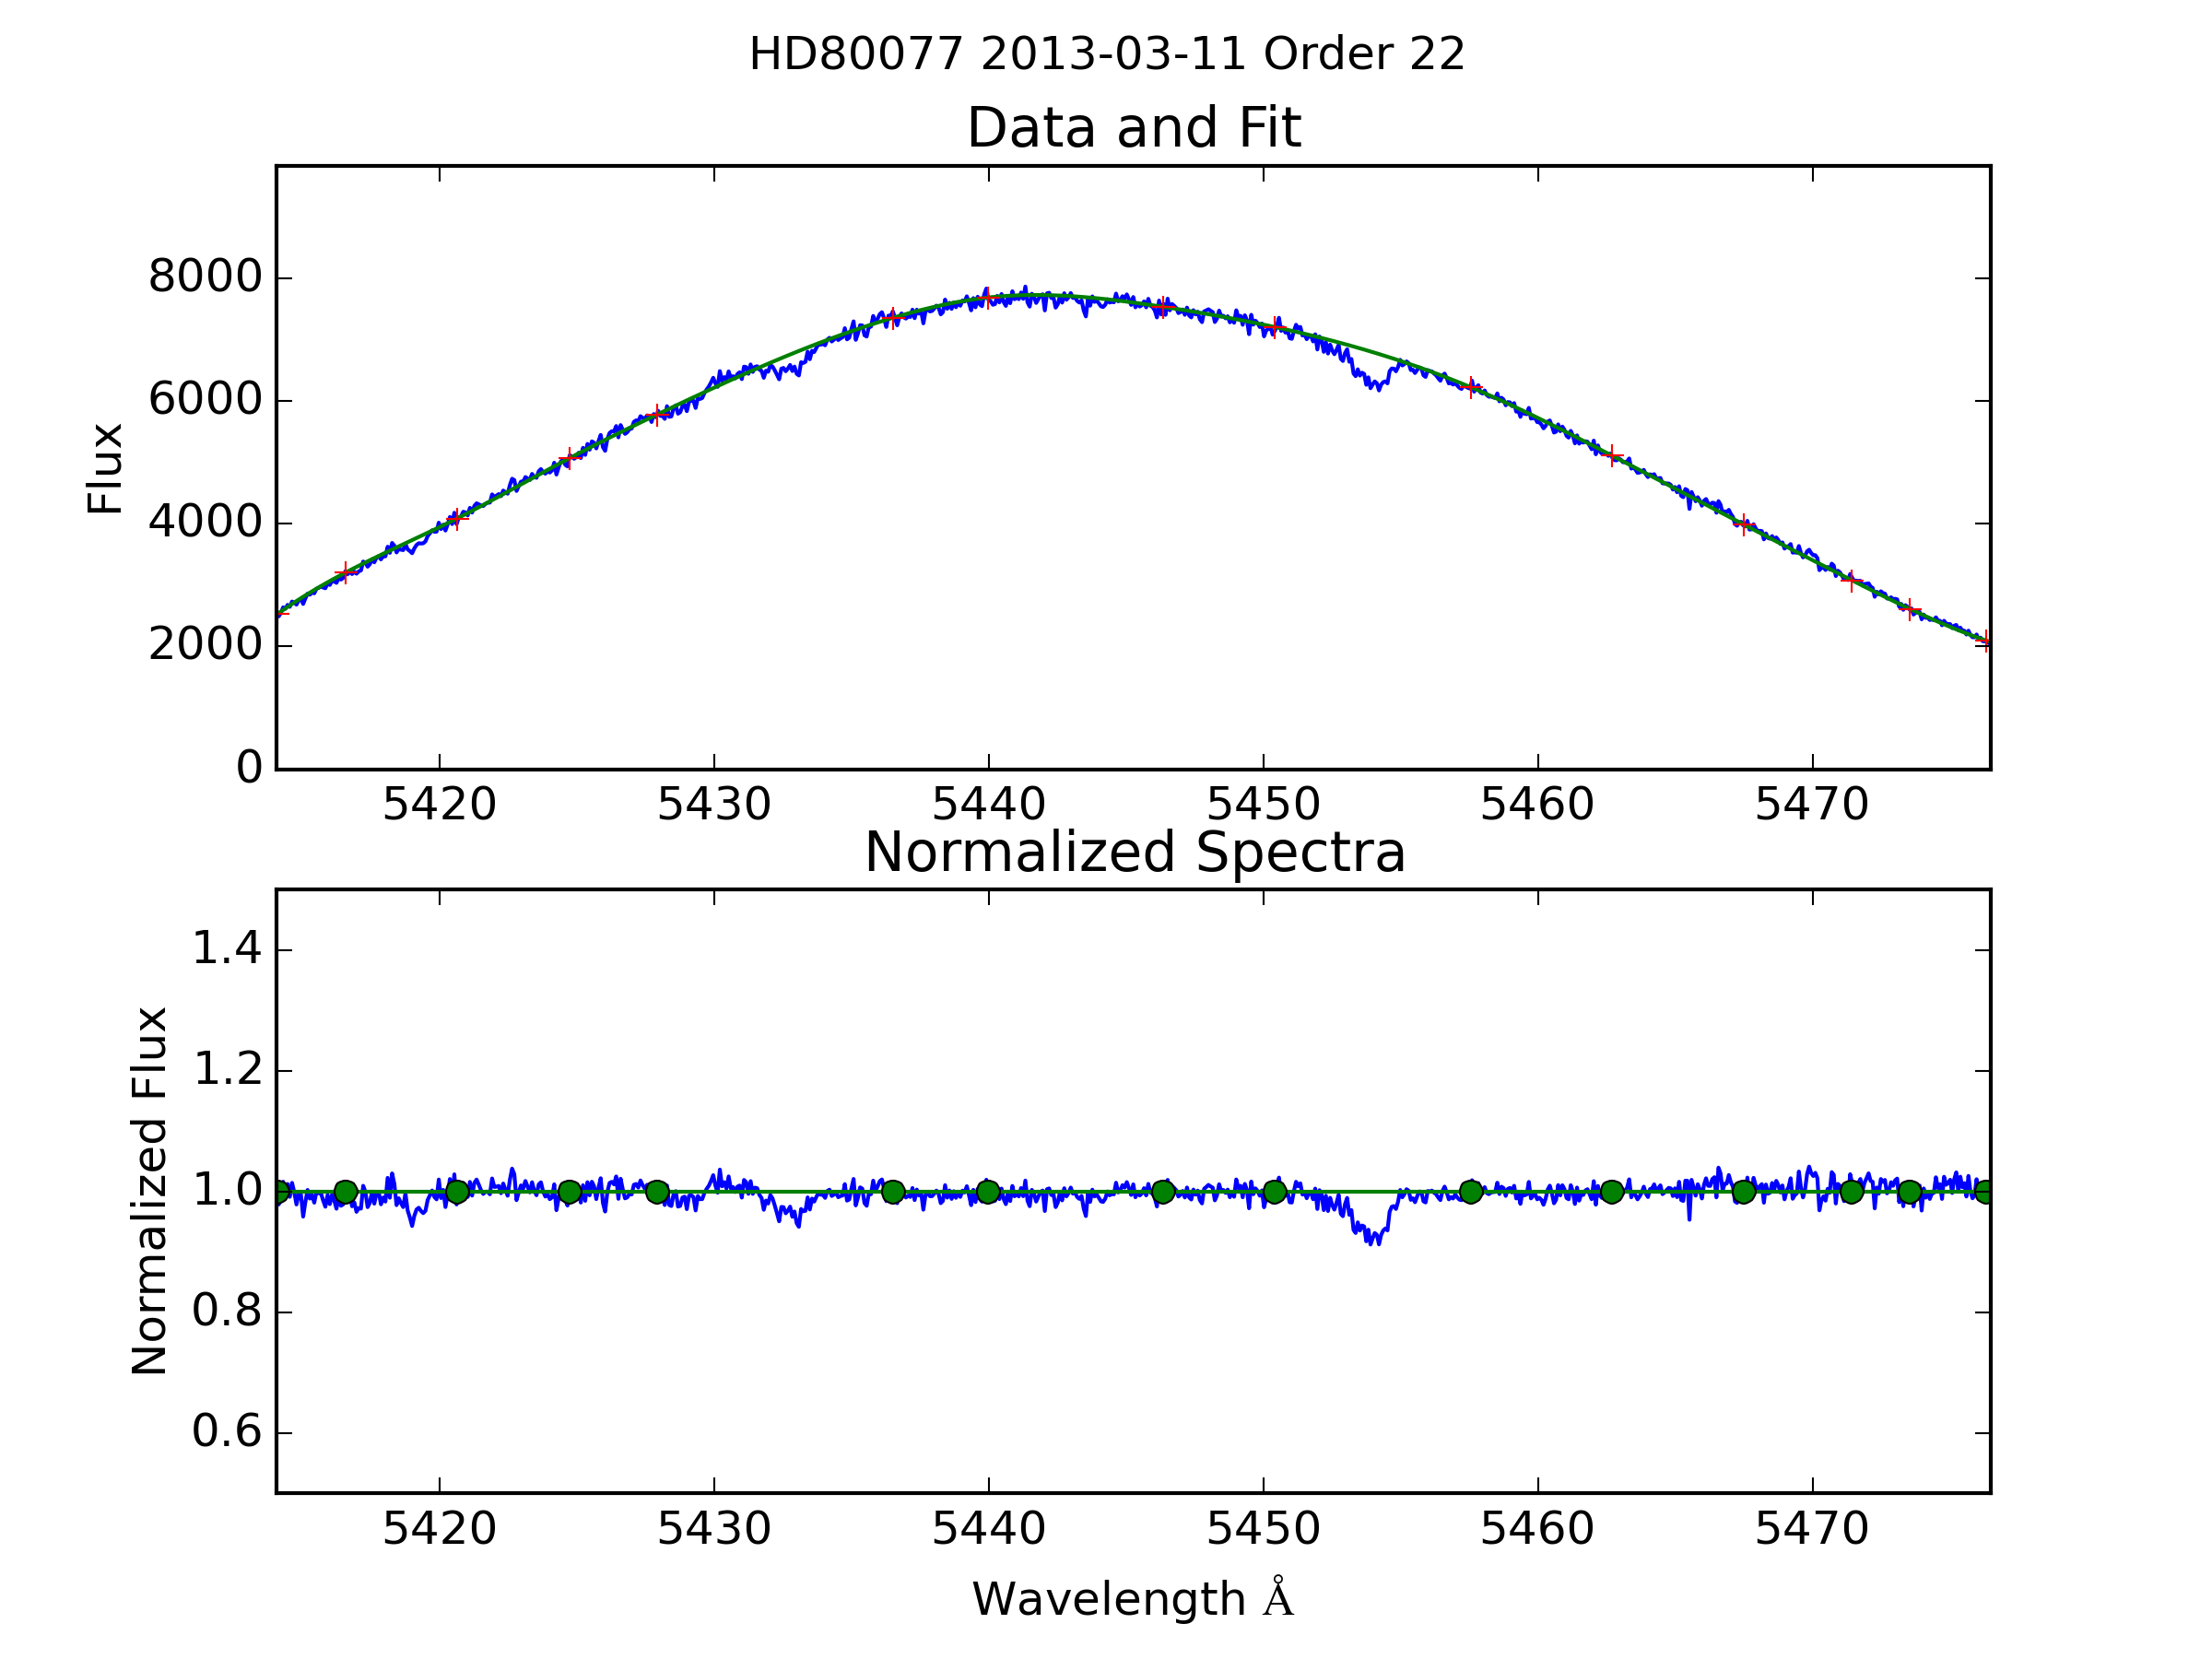 HD80077 2013-03-11 Order 22
Data and Fit
Flux
8000
6000
4000
2000
0
5420 5430 5440 5450 5460 5470
Normalized Spectra
Normalized Flux
1.4
1.2
1.0
0.8
0.6
5420 5430 5440 5450 5460 5470
Wavelength Å